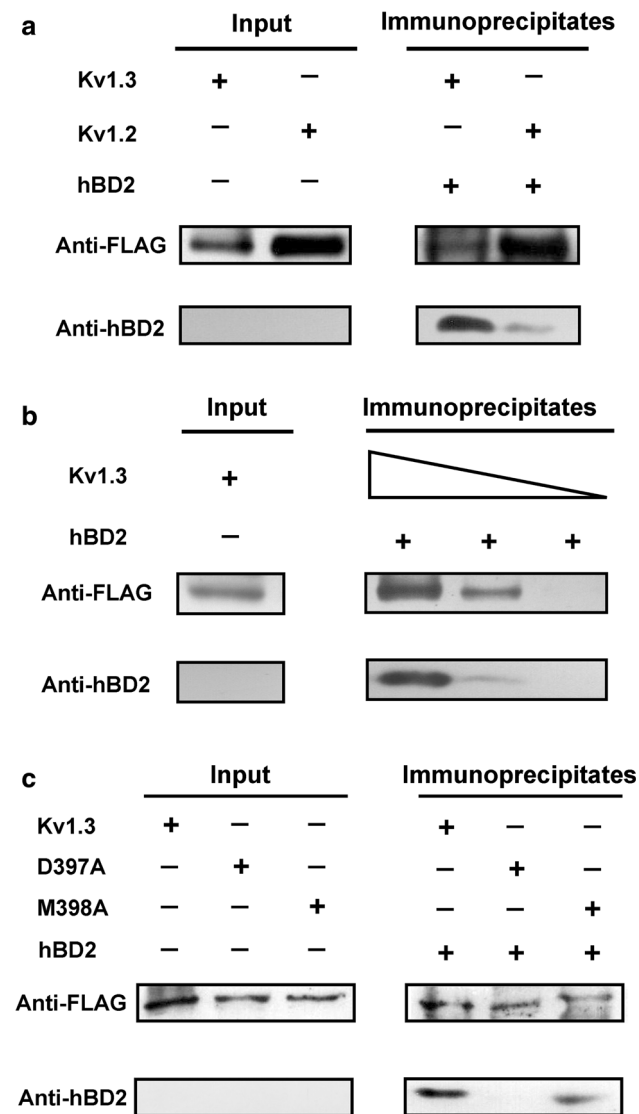 a
Input Immunoprecipitates
Kv1.3 + − + −
Kv1.2 − + − +
hBD2 − − + +
Anti-FLAG
Anti-hBD2
b
Input Immunoprecipitates
Kv1.3 +
hBD2 − + + +
Anti-FLAG
Anti-hBD2
c
Input Immunoprecipitates
Kv1.3 + − − + − −
D397A − + − − + −
M398A − − + − − +
hBD2 − − − + + +
Anti-FLAG
Anti-hBD2